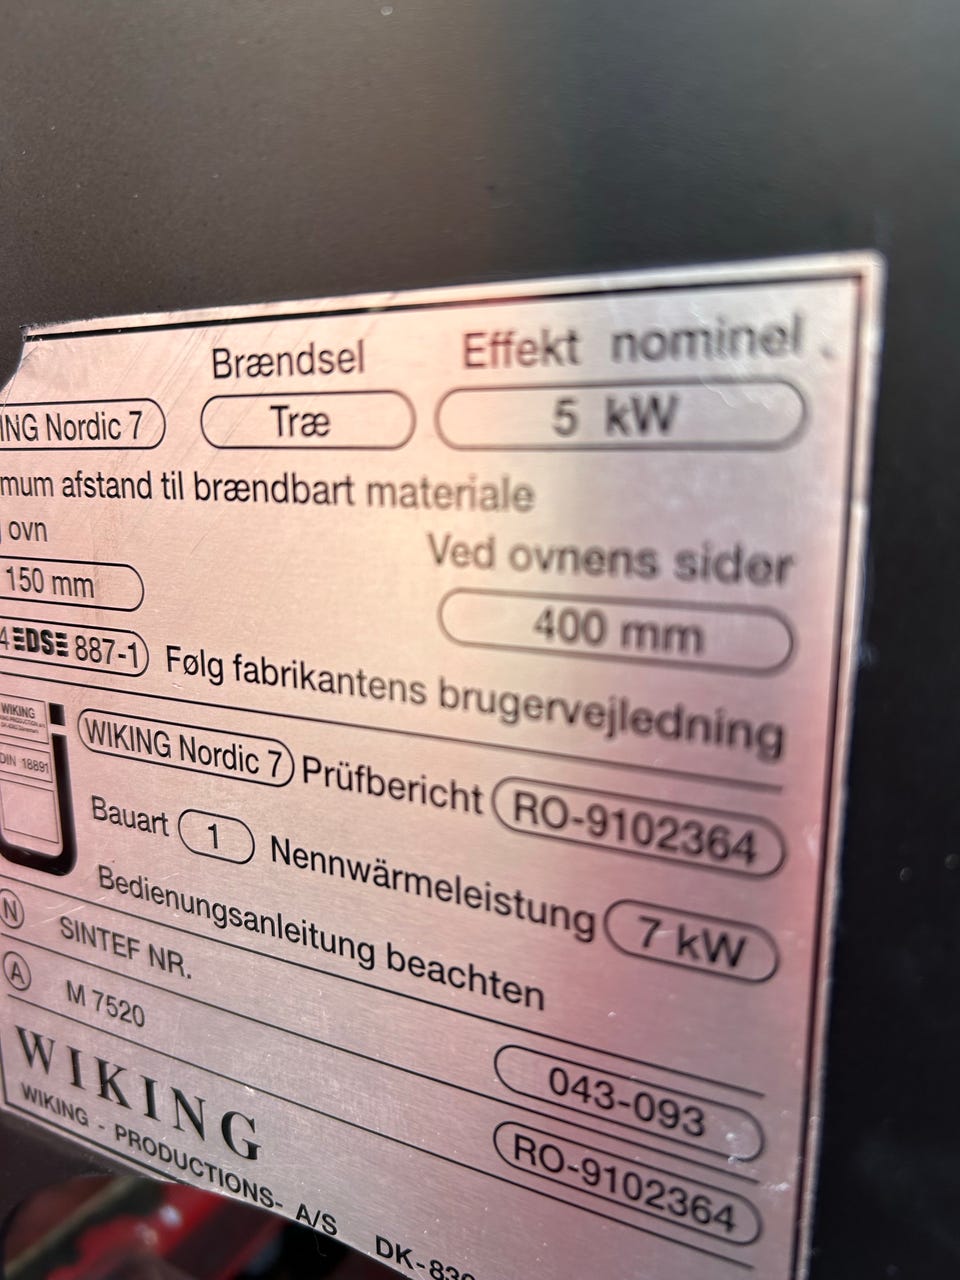 Brændsel Effekt nominel
ING Nordic 7 Træ 5 kW
mum afstand til brændbart materiale
ovn Ved ovnens sider
150 mm 400 mm
4 DS 887-1 Følg fabrikantens brugervejledning
WIKING
DIN 18891
WIKING Nordic 7 Prüfbericht RO-9102364
Bauart 1 Nennwärmeleistung 7 kW
Bedienungsanleitung beachten
N SINTEF NR. 043-093
A M 7520 RO-9102364
WIKING
WIKING - PRODUCTIONS- A/S DK-830